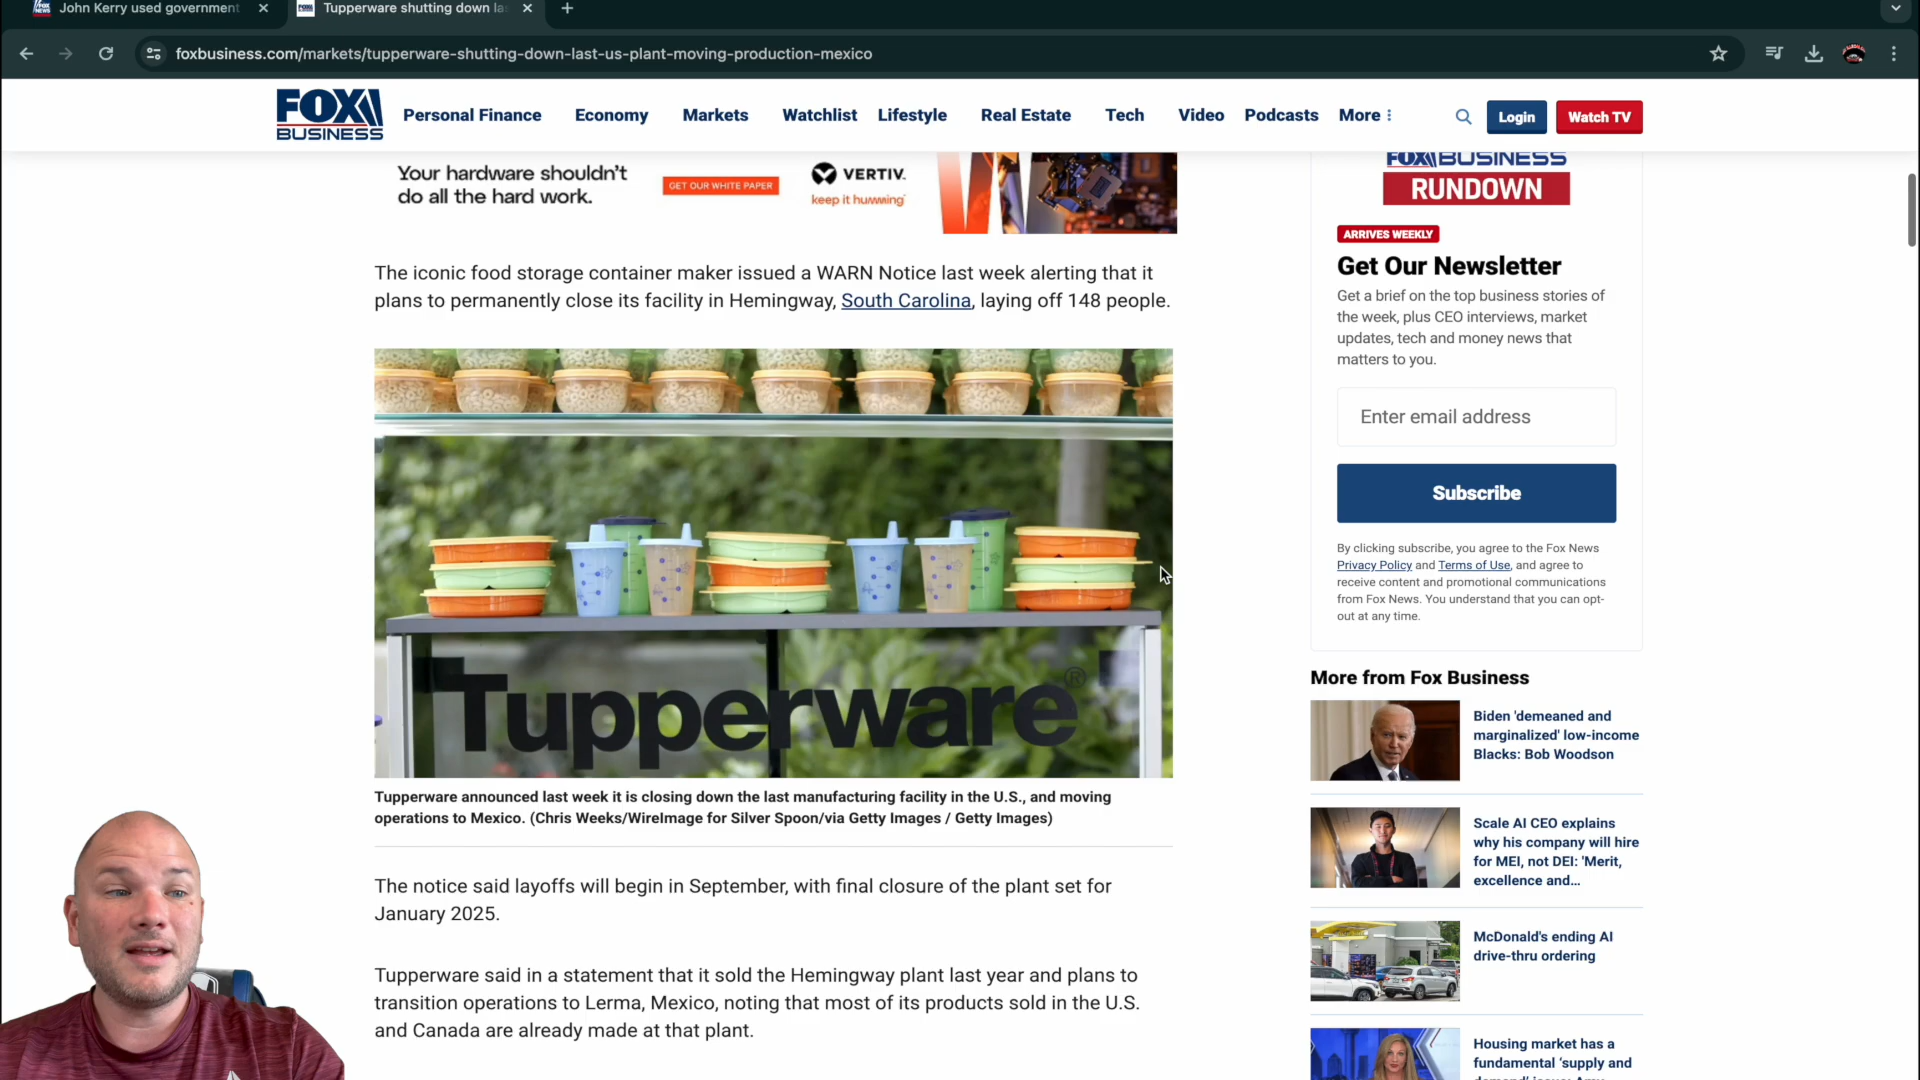 John Kerry used government
Tupperware shutting down la
foxbusiness.com/markets/tupperware-shutting-down-last-us-plant-moving-production-mexico
FOX
BUSINESS
Personal Finance
Economy
Markets
Watchlist
Lifestyle
Real Estate
Tech
Video
Podcasts
More
Login
Watch TV
Your hardware shouldn't
do all the hard work.
GET OUR WHITE PAPER
VERTIV.
keep it humming
The iconic food storage container maker issued a WARN Notice last week alerting that it
plans to permanently close its facility in Hemingway, South Carolina, laying off 148 people.
Tupperware®
Tupperware announced last week it is closing down the last manufacturing facility in the U.S., and moving
operations to Mexico. (Chris Weeks/WireImage for Silver Spoon/via Getty Images / Getty Images)
The notice said layoffs will begin in September, with final closure of the plant set for
January 2025.
Tupperware said in a statement that it sold the Hemingway plant last year and plans to
transition operations to Lerma, Mexico, noting that most of its products sold in the U.S.
and Canada are already made at that plant.
FOX BUSINESS
RUNDOWN
ARRIVES WEEKLY
Get Our Newsletter
Get a brief on the top business stories of
the week, plus CEO interviews, market
updates, tech and money news that
matters to you.
Enter email address
Subscribe
By clicking subscribe, you agree to the Fox News
Privacy Policy and Terms of Use, and agree to
receive content and promotional communications
from Fox News. You understand that you can opt-
out at any time.
More from Fox Business
Biden 'demeaned and
marginalized' low-income
Blacks: Bob Woodson
Scale AI CEO explains
why his company will hire
for MEI, not DEI: 'Merit,
excellence and...
McDonald's ending AI
drive-thru ordering
Housing market has a
fundamental 'supply and